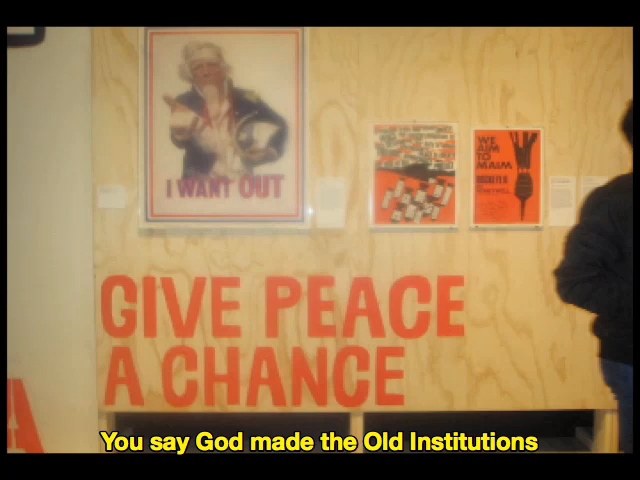 I WANT OUT
WE
AIM
TO
MAIM
GIVE PEACE
A CHANCE
You say God made the Old Institutions